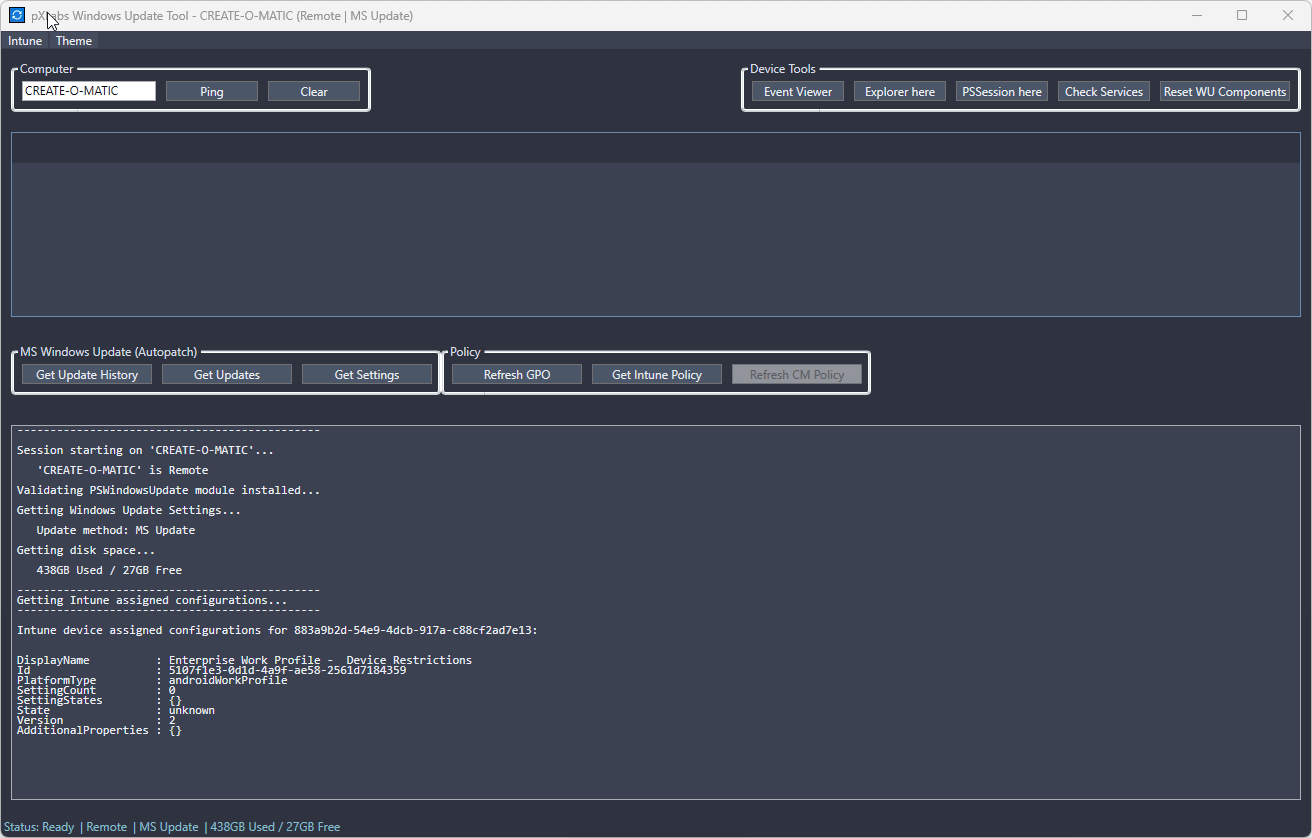 Windows Update Tool - CREATE-O-MATIC (Remote | MS Update)
Intune Theme
Computer
CREATE-O-MATIC Ping Clear
Device Tools
Event Viewer Explorer here PSSession here Check Services Reset WU Components
MS Windows Update (Autopatch)
Get Update History Get Updates Get Settings
Policy
Refresh GPO Get Intune Policy Refresh CM Policy
----------------------------------------------
Session starting on 'CREATE-O-MATIC'...
'CREATE-O-MATIC' is Remote
Validating PSWindowsUpdate module installed...
Getting Windows Update Settings...
Update method: MS Update
Getting disk space...
438GB Used / 27GB Free
----------------------------------------------
Getting Intune assigned configurations...
----------------------------------------------
Intune device assigned configurations for 883a9b2d-54e9-4dcb-917a-c88cf2ad7e13:
DisplayName : Enterprise Work Profile -  Device Restrictions
Id : 5107f1e3-0d1d-4a9f-ae58-2561d7184359
PlatformType : androidWorkProfile
SettingCount : 0
SettingStates : {}
State : unknown
Version : 2
AdditionalProperties : {}
Status: Ready | Remote | MS Update | 438GB Used / 27GB Free